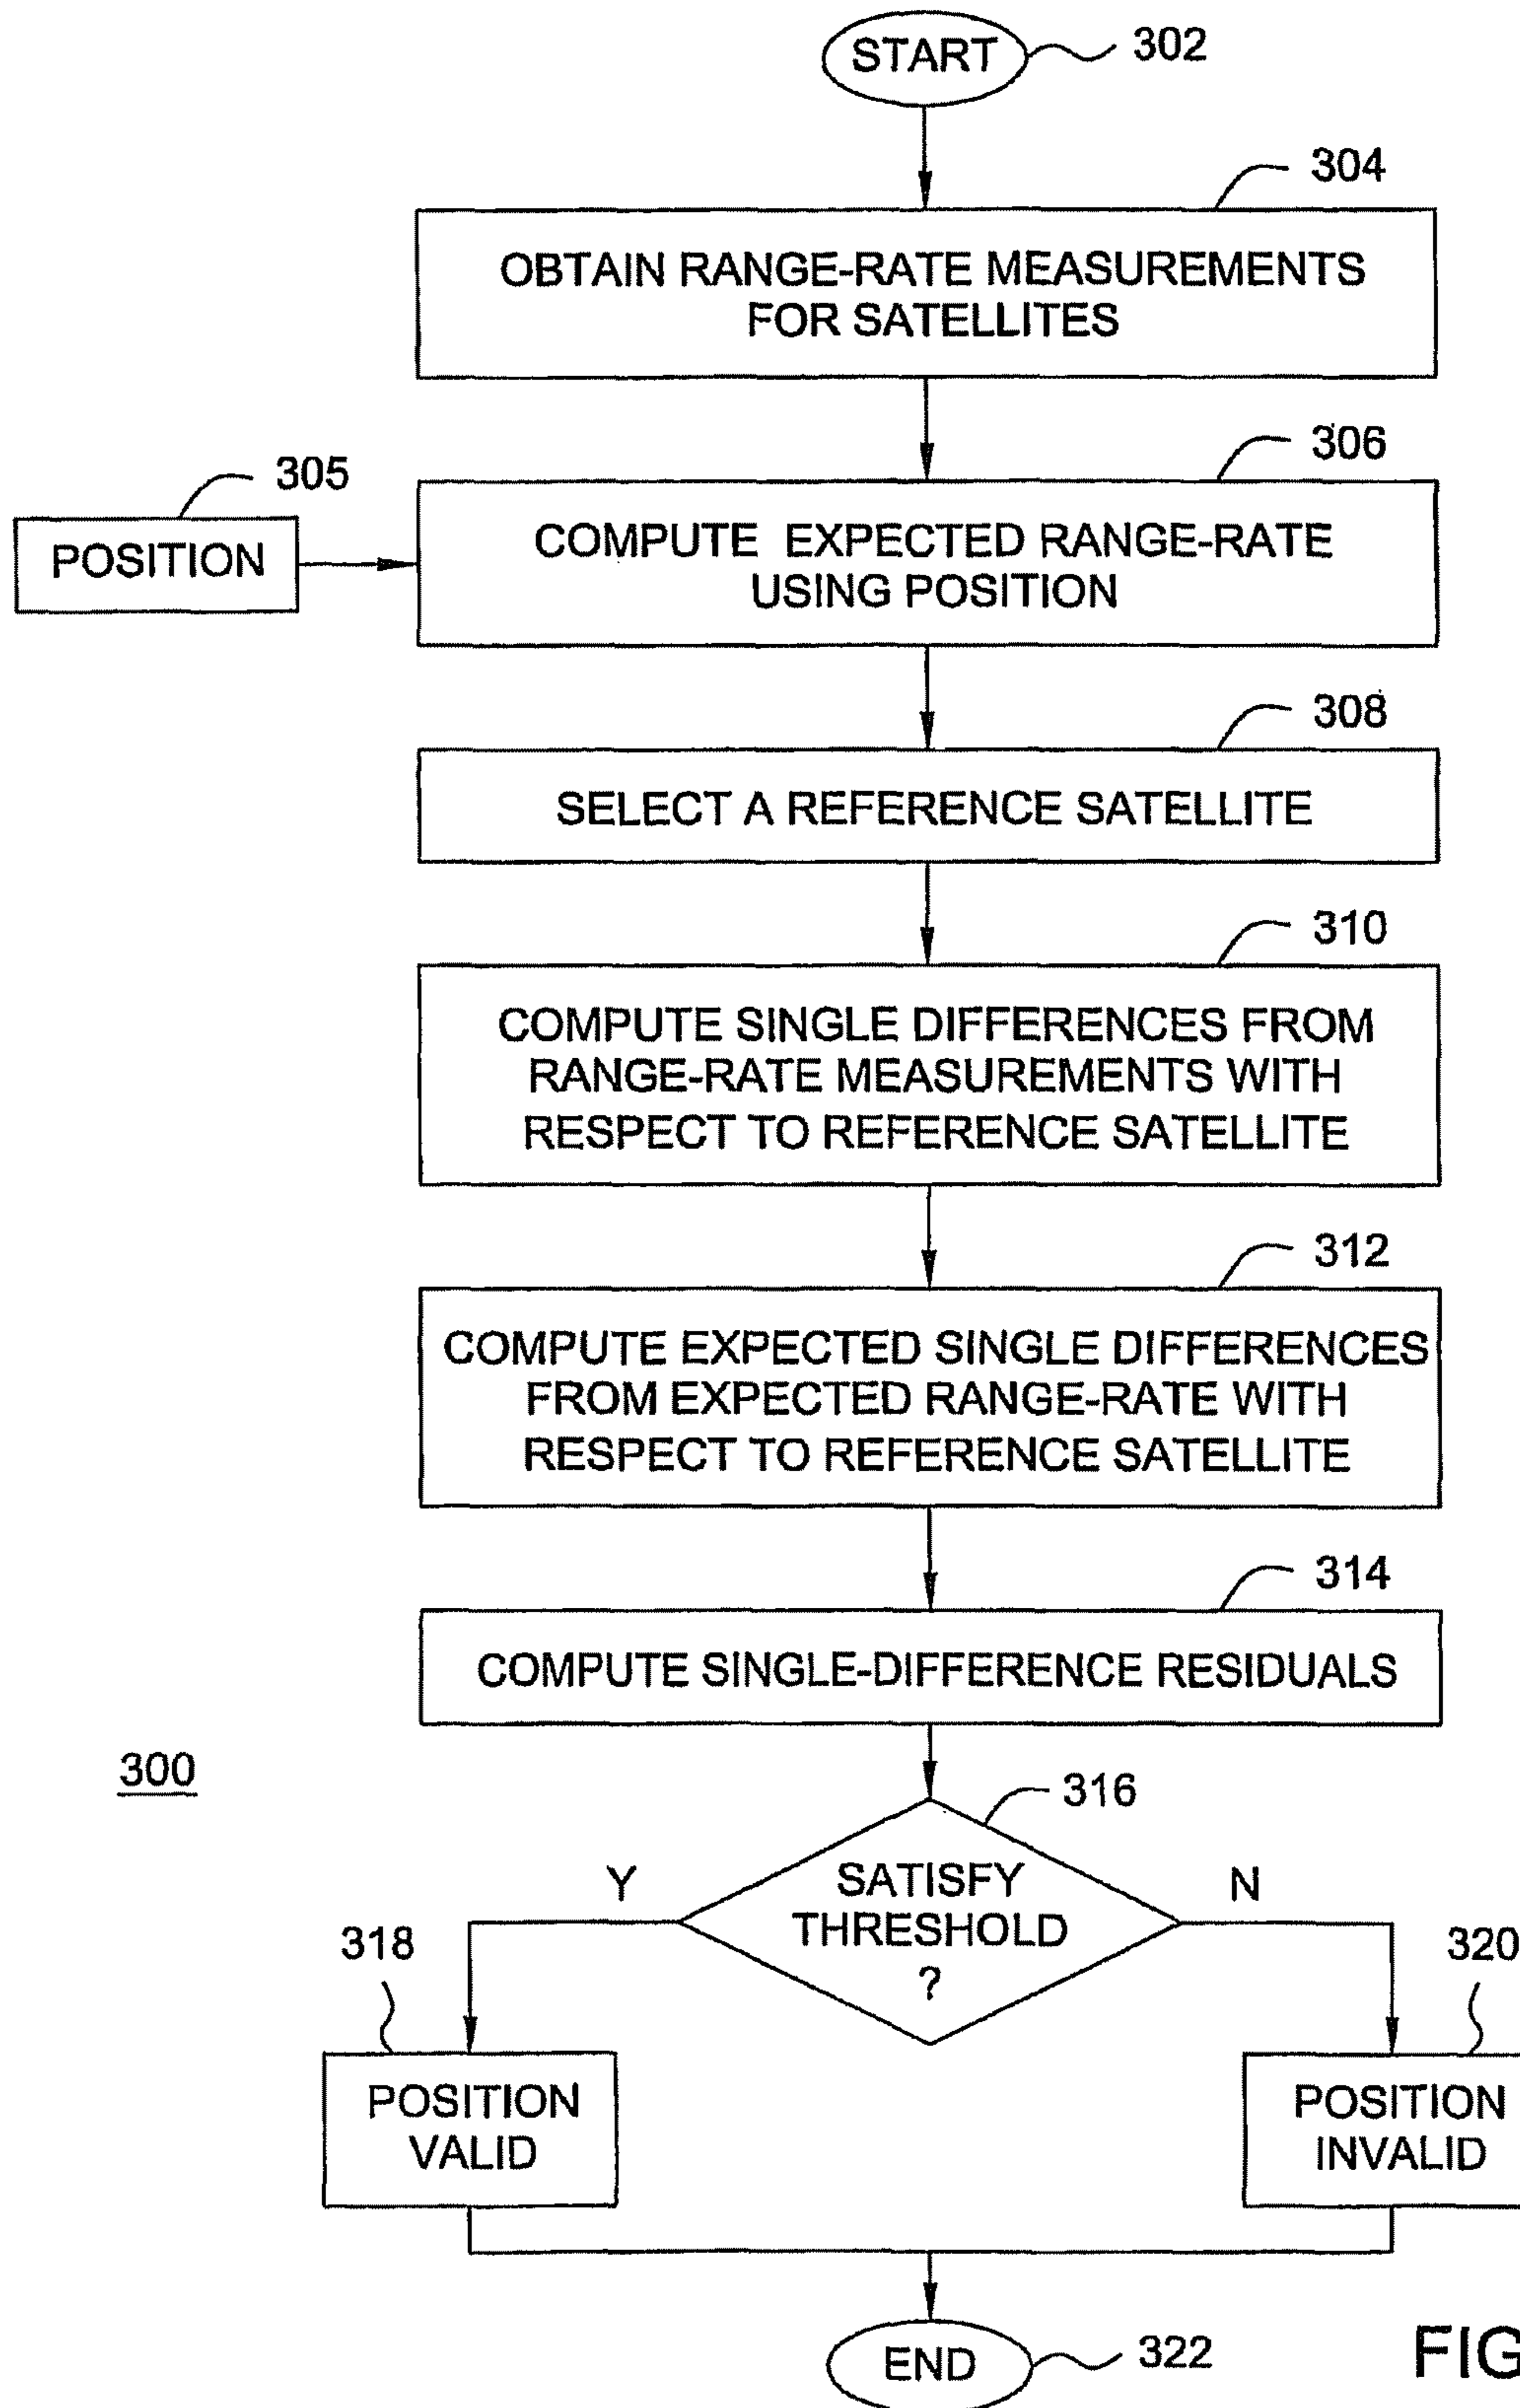 START
302
304
OBTAIN RANGE-RATE MEASUREMENTS
FOR SATELLITES
305
POSITION
306
COMPUTE EXPECTED RANGE-RATE
USING POSITION
308
SELECT A REFERENCE SATELLITE
310
COMPUTE SINGLE DIFFERENCES FROM
RANGE-RATE MEASUREMENTS WITH
RESPECT TO REFERENCE SATELLITE
312
COMPUTE EXPECTED SINGLE DIFFERENCES
FROM EXPECTED RANGE-RATE WITH
RESPECT TO REFERENCE SATELLITE
314
COMPUTE SINGLE-DIFFERENCE RESIDUALS
300
316
SATISFY
THRESHOLD
?
Y
N
318
POSITION
VALID
320
POSITION
INVALID
END
322
FIG